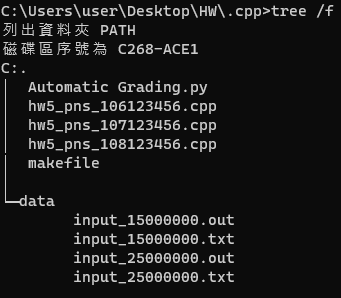 C:\Users\user\Desktop\HW\.cpp>tree /f
列出資料夾 PATH
磁碟區序號為 C268-ACE1
C:.
│  Automatic Grading.py
│  hw5_pns_106123456.cpp
│  hw5_pns_107123456.cpp
│  hw5_pns_108123456.cpp
│  makefile
│
└─data
        input_15000000.out
        input_15000000.txt
        input_25000000.out
        input_25000000.txt